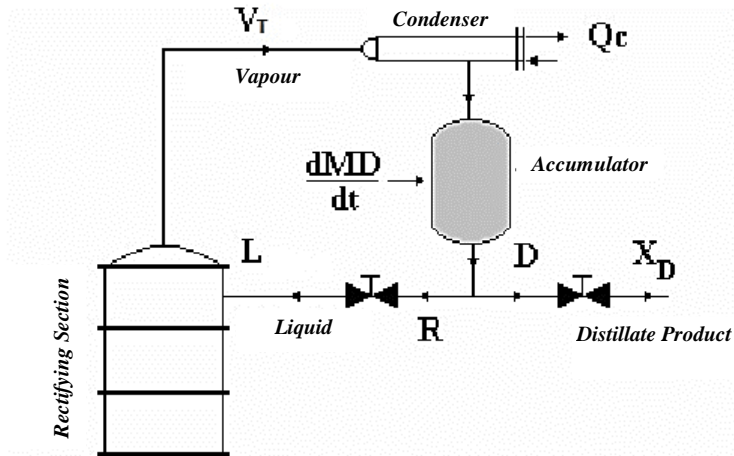 V_T
Condenser
Qc
Vapour
Accumulator
dMD
dt
L
D
X_D
Liquid
R
Distillate Product
Rectifying Section